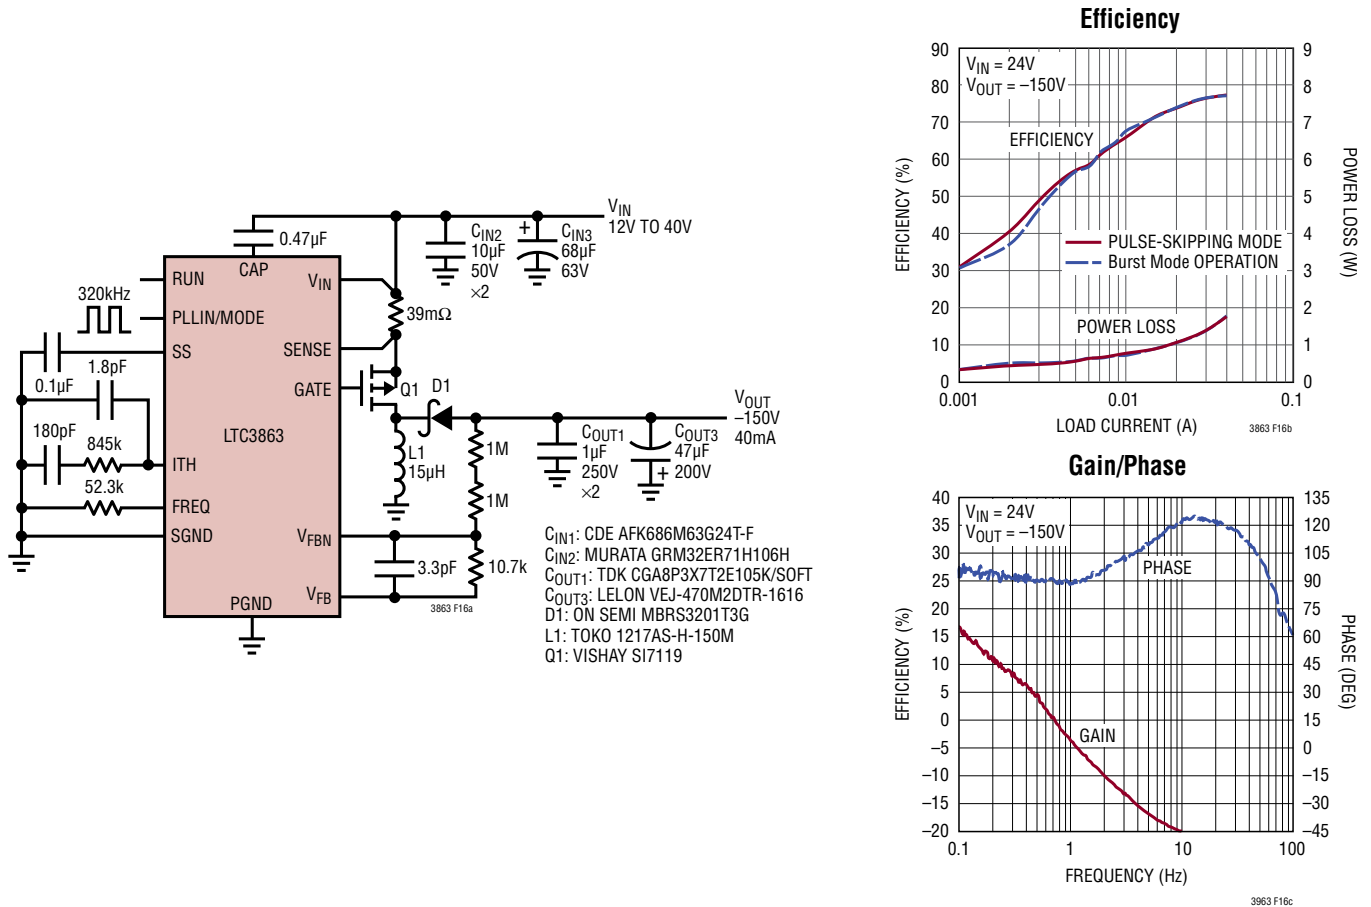 0.47µF
CAP
RUN
VIN
320kHz
PLLIN/MODE
SENSE
SS
0.1µF
1.8pF
GATE
LTC3863
180pF
845k
ITH
52.3k
FREQ
SGND
VFBN
VFB
PGND
VIN
12V TO 40V
CIN2
10µF
50V
×2
+
CIN3
68µF
63V
39mΩ
Q1
D1
L1
15µH
1M
1M
VOUT
–150V
40mA
COUT1
1µF
250V
×2
COUT3
47µF
200V
+
3.3pF
10.7k
3863 F16a
CIN1: CDE AFK686M63G24T-F
CIN2: MURATA GRM32ER71H106H
COUT1: TDK CGA8P3X7T2E105K/SOFT
COUT3: LELON VEJ-470M2DTR-1616
D1: ON SEMI MBRS3201T3G
L1: TOKO 1217AS-H-150M
Q1: VISHAY SI7119
Efficiency
VIN = 24V
VOUT = –150V
EFFICIENCY
PULSE-SKIPPING MODE
Burst Mode OPERATION
POWER LOSS
EFFICIENCY (%)
90
80
70
60
50
40
30
20
10
0
POWER LOSS (W)
9
8
7
6
5
4
3
2
1
0
0.001
0.01
0.1
LOAD CURRENT (A)
3863 F16b
Gain/Phase
VIN = 24V
VOUT = –150V
PHASE
GAIN
EFFICIENCY (%)
40
35
30
25
20
15
10
5
0
–5
–10
–15
–20
PHASE (DEG)
135
120
105
90
75
60
45
30
15
0
–15
–30
–45
0.1
1
10
100
FREQUENCY (Hz)
3963 F16c